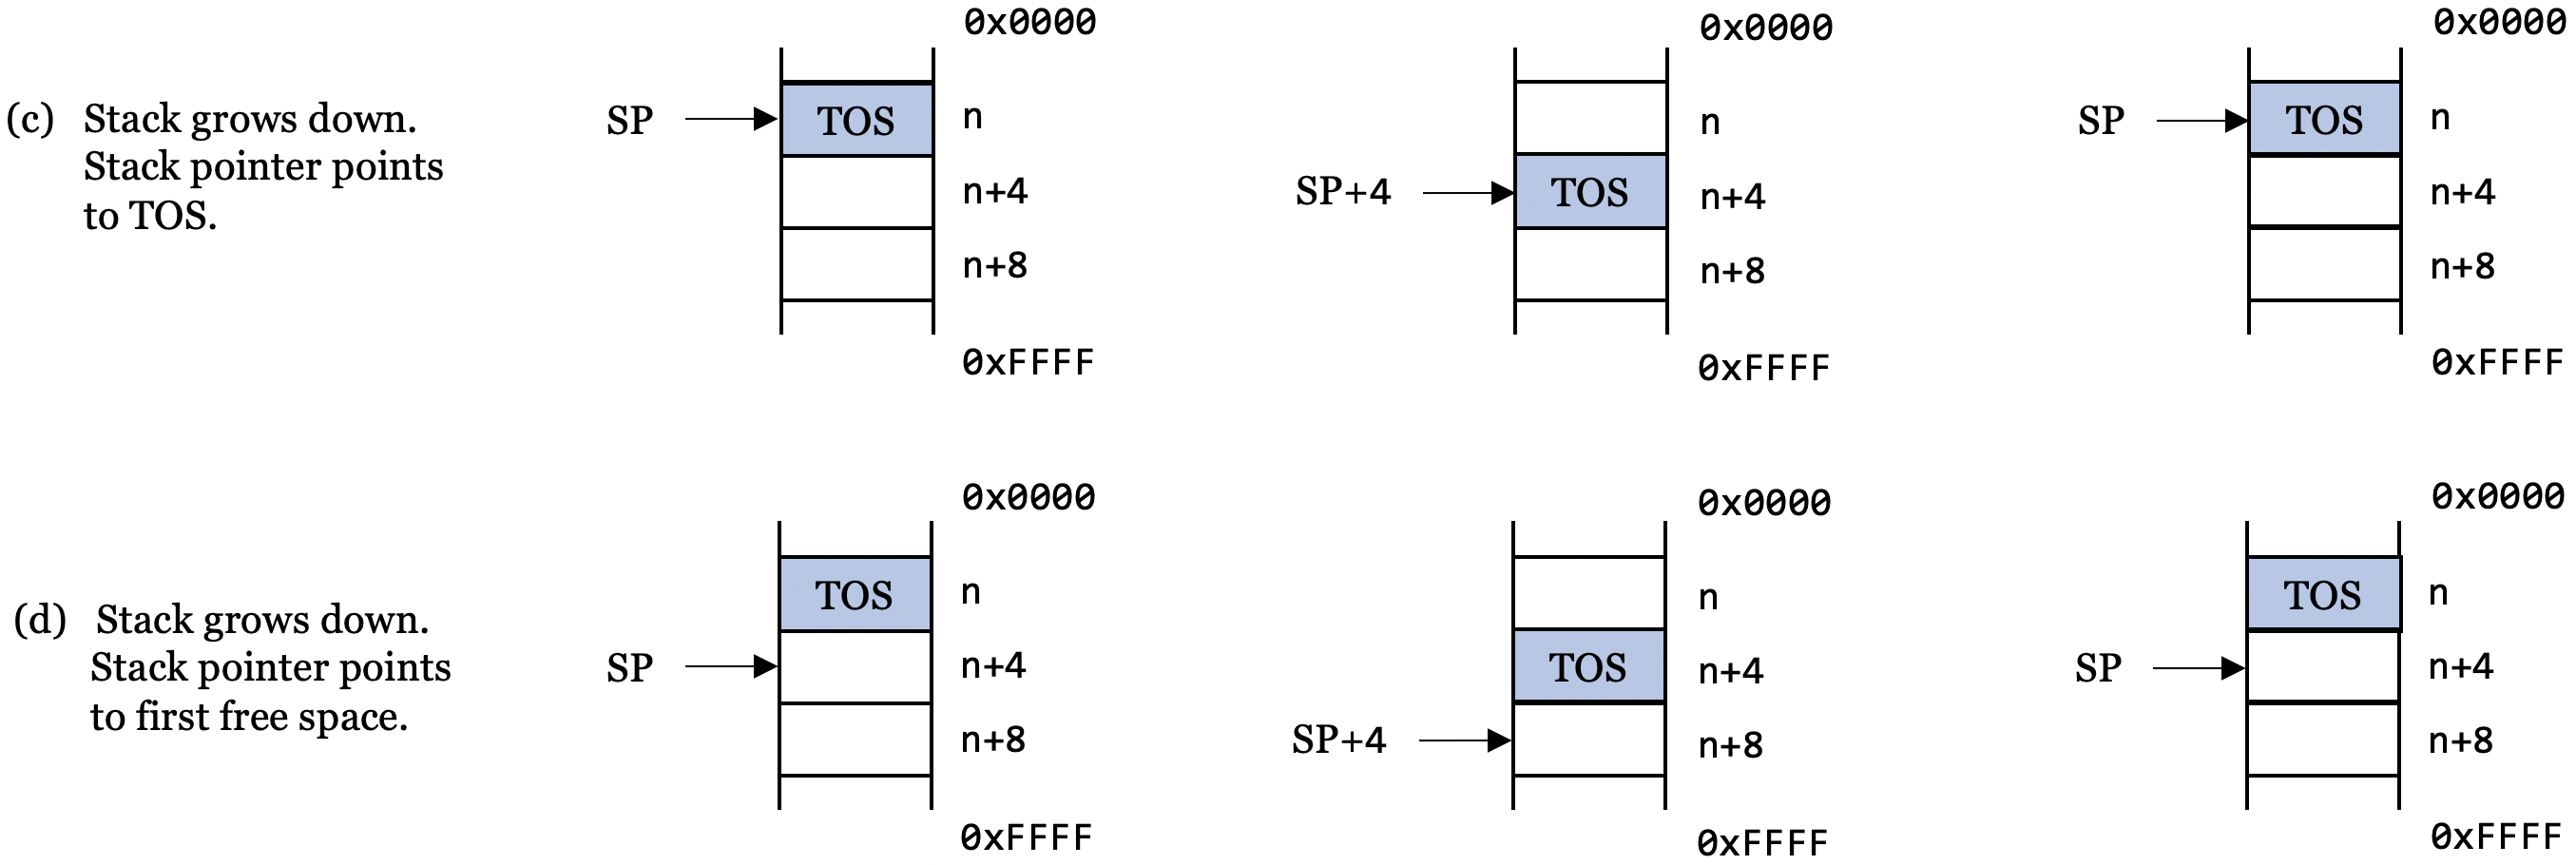 (c) Stack grows down.
Stack pointer points
to TOS.
0x0000
SP
TOS
n
n+4
n+8
0xFFFF
0x0000
n
SP+4
TOS
n+4
n+8
0xFFFF
0x0000
SP
TOS
n
n+4
n+8
0xFFFF
(d) Stack grows down.
Stack pointer points
to first free space.
0x0000
TOS
n
SP
n+4
n+8
0xFFFF
0x0000
n
TOS
n+4
SP+4
n+8
0xFFFF
0x0000
TOS
n
SP
n+4
n+8
0xFFFF